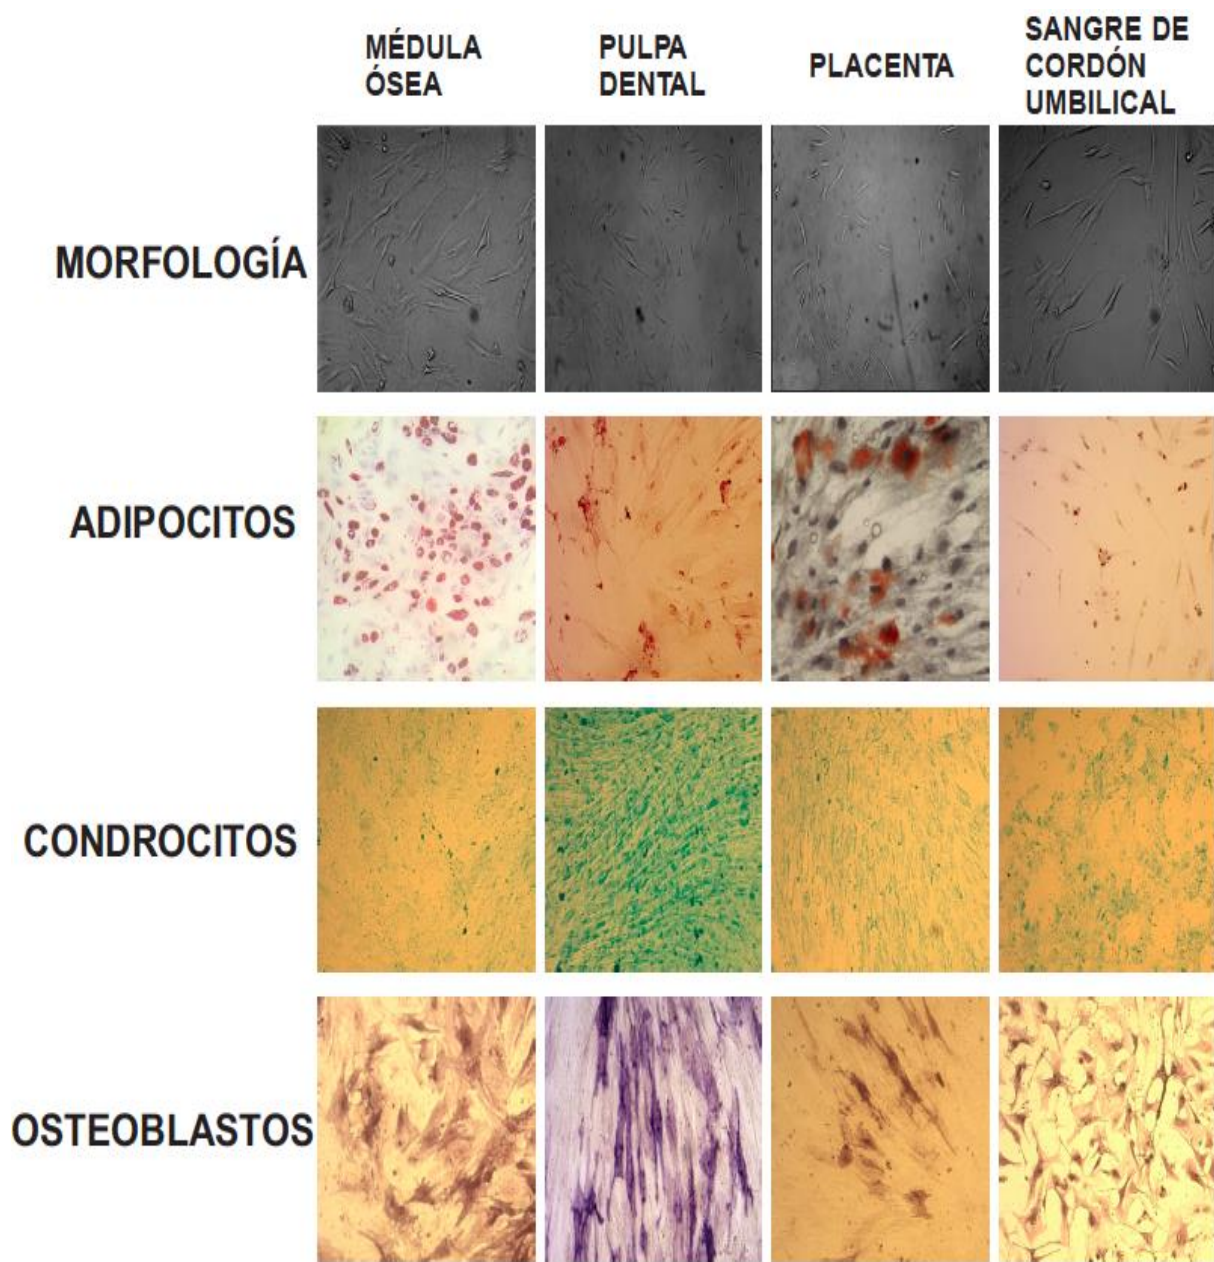 MÉDULA
ÓSEA
PULPA
DENTAL
PLACENTA
SANGRE DE
CORDÓN
UMBILICAL
MORFOLOGÍA
ADIPOCITOS
CONDROCITOS
OSTEOBLASTOS